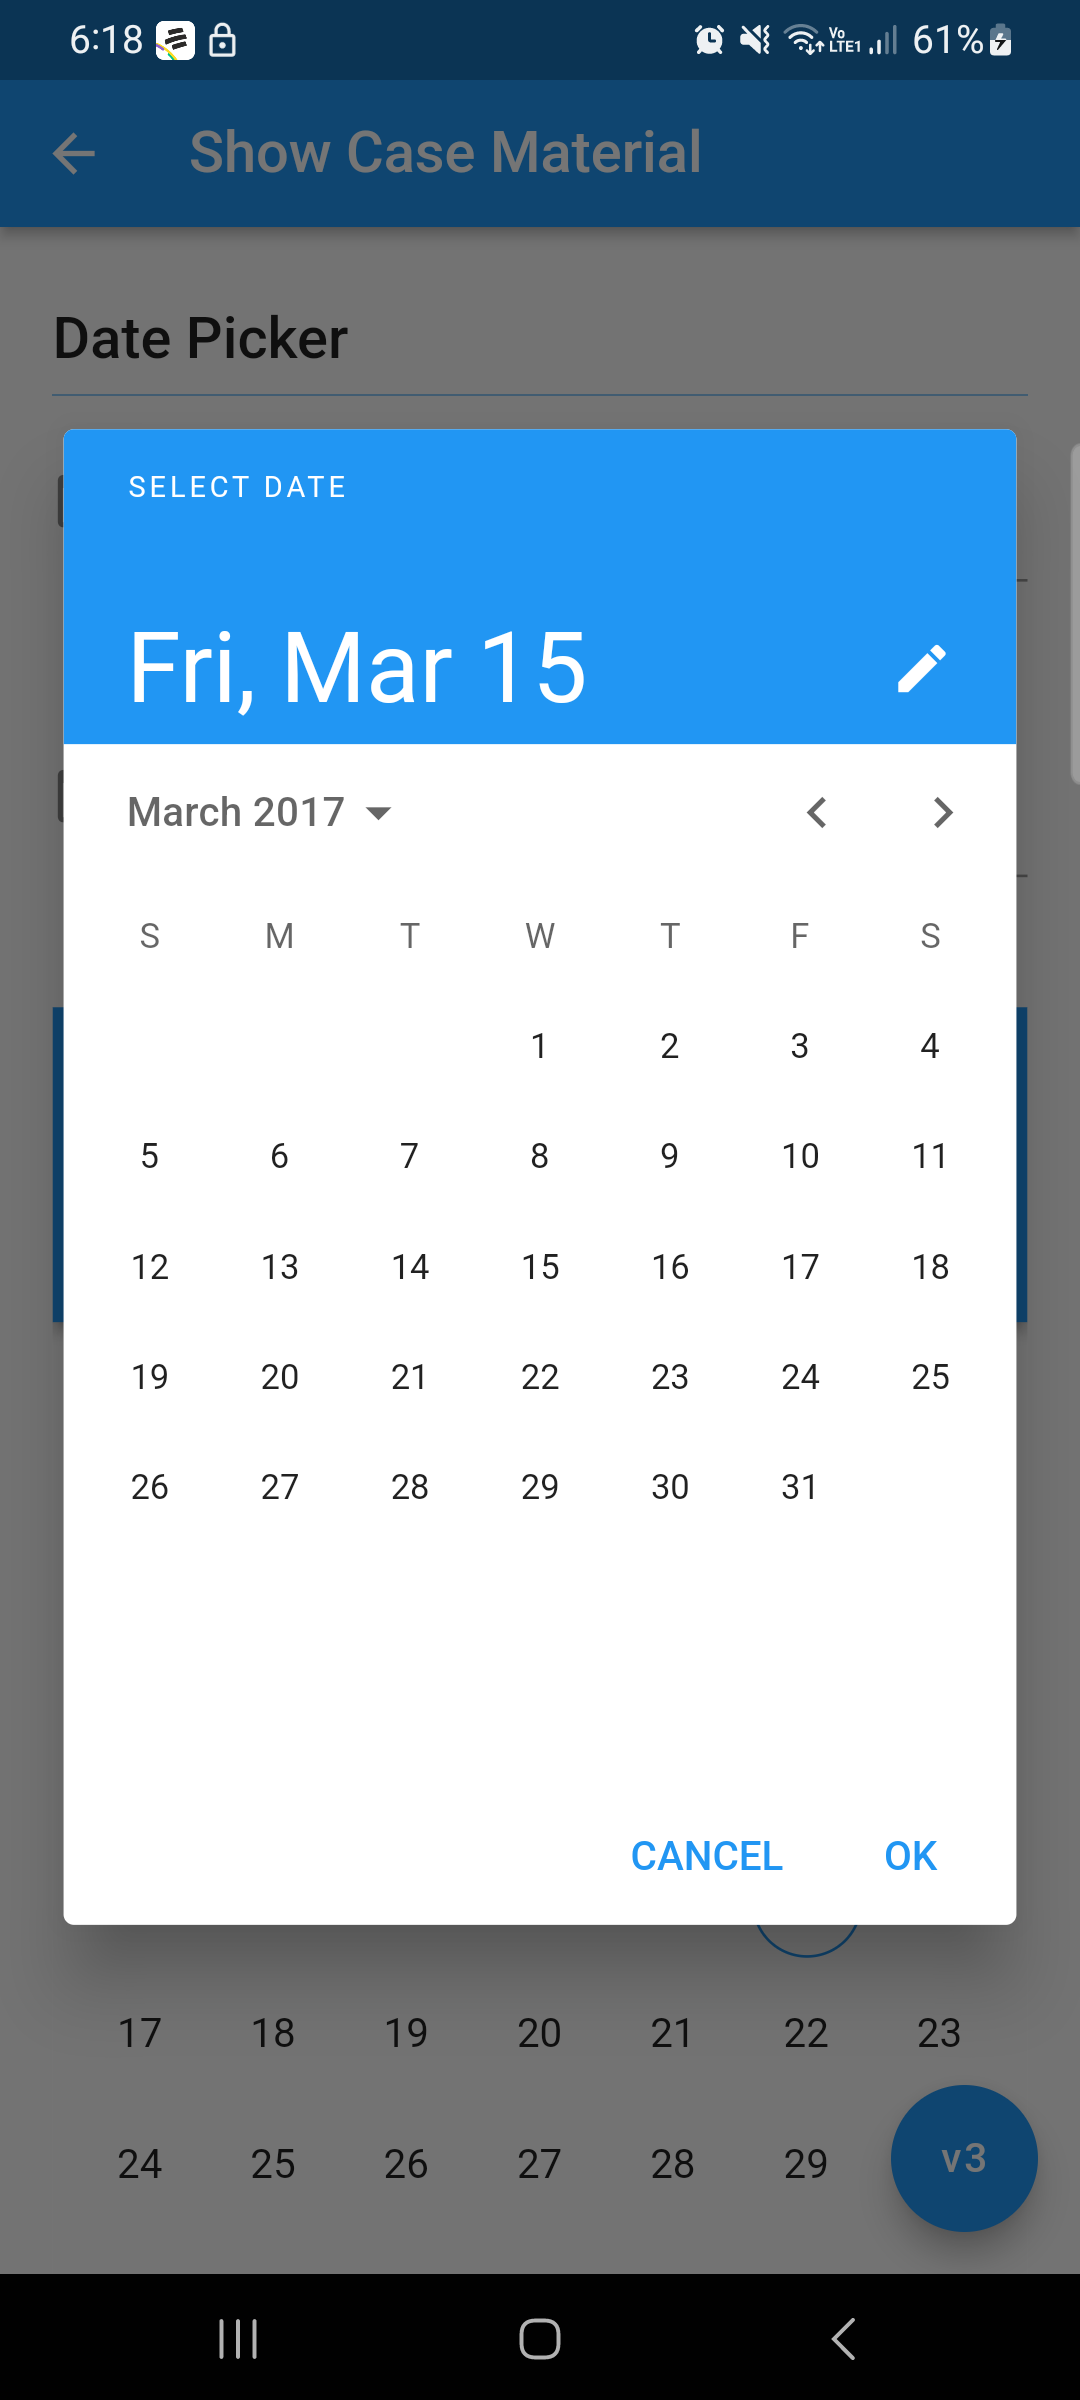 6:18 Vo LTE1 61%
Show Case Material
Date Picker
SELECT DATE
Fri, Mar 15
March 2017
S M T W T F S
1 2 3 4
5 6 7 8 9 10 11
12 13 14 15 16 17 18
19 20 21 22 23 24 25
26 27 28 29 30 31
CANCEL OK
17 18 19 20 21 22 23
24 25 26 27 28 29
v3